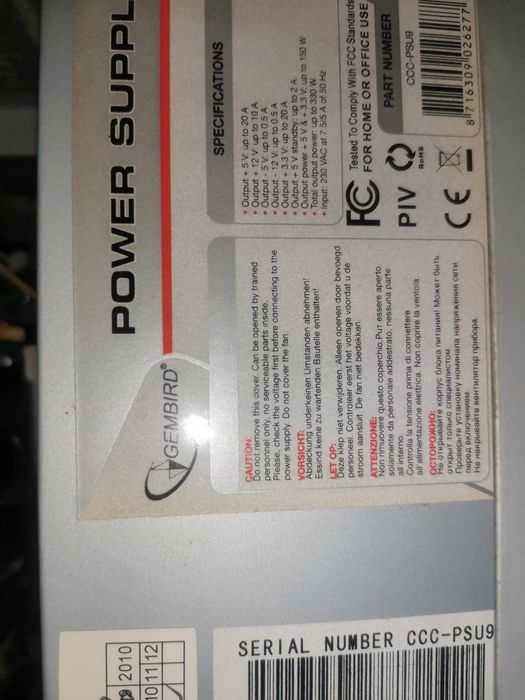 POWER SUPPL
GEMBIRD®
SPECIFICATIONS
• Output + 5 V: up to 20 A
• Output + 12 V: up to 10 A
• Output - 5 V: up to 0.5 A
• Output - 12 V: up to 0.5 A
• Output + 3.3 V: up to 20 A
• Output + 5 V standby: up to 2 A
• Output power + 5 V & + 3.3 V: up to 150 W
• Total output power: up to 330 W
• Input: 230 VAC at 7.5/5 A of 50 Hz
FC
Tested To Comply With FCC Standards
FOR HOME OR OFFICE USE
PIV
RoHS
CE
PART NUMBER
CCC-PSU9
8 716309 026277
CAUTION:
Do not remove this cover. Can be opened by trained
personnel only, no serviceable parts inside.
Please, check the voltage first before connecting to the
power supply. Do not cover the fan.
VORSICHT:
Abdeckung underkeinen Umständen abnehmen!
Essind keine zu wartenden Bauteile enthalten!
LET OP:
Deze klep niet verwijderen. Alleen openen door bevoegd
personeel. Controleer eerst het voltage voordat u de
stroom aansluit. De fan niet bedekken.
ATTENZIONE:
Non rimuovere questo coperchio.Pur essere aperto
solamente da personale addestrato, nessuna parte
all'interno.
Controlla la tensione prima di connettere
all'alimentazione elettrica. Non coprire la ventola.
ОСТОРОЖНО:
Не открывайте корпус блока питания! Может быть
открыт только специалистом.
Проверьте установку номинала напряжения сети
перед включением.
Не накрывайте вентилятор прибора.
2010
10 11 12
SERIAL NUMBER CCC-PSU9